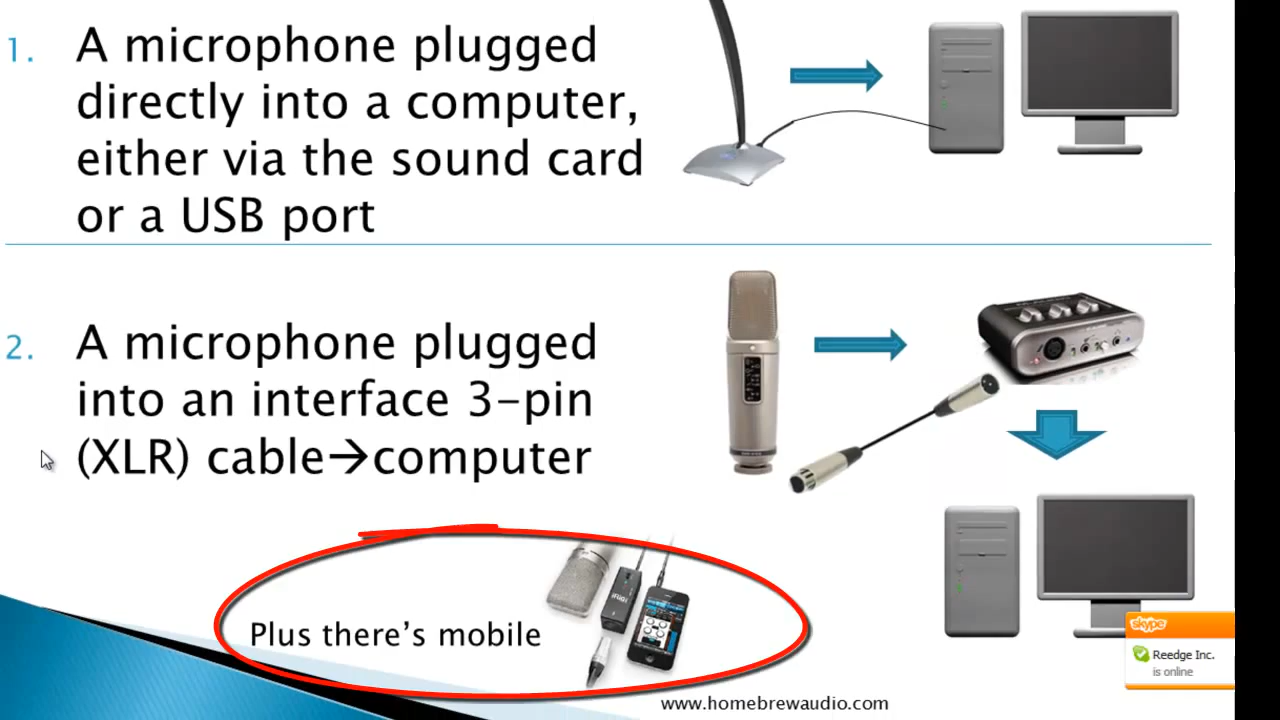 1. A microphone plugged
directly into a computer,
either via the sound card
or a USB port
2. A microphone plugged
into an interface 3-pin
(XLR) cable→computer
iRig
Plus there's mobile
skype
Reedge Inc.
is online
www.homebrewaudio.com